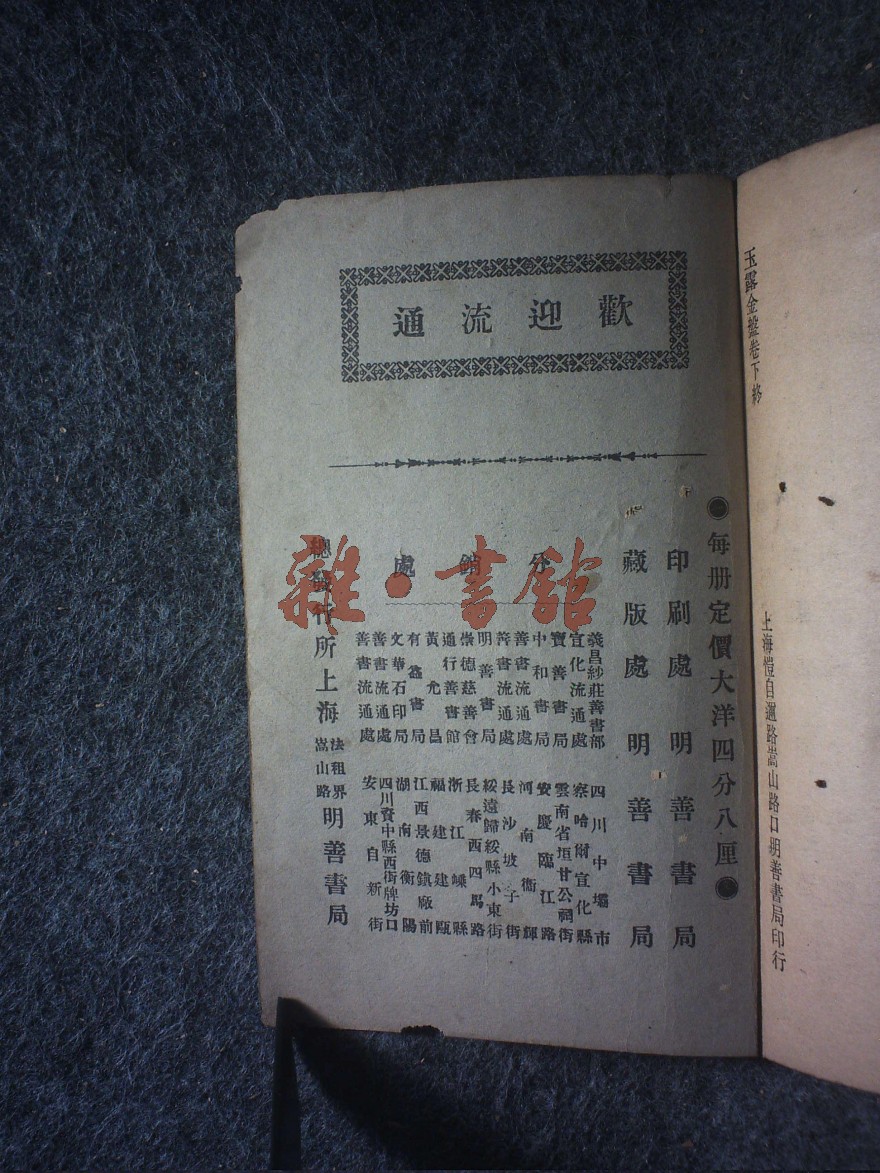 玉露金盤卷下終
上海愷自邇路嵩山路口明善書局印行
歡迎流通
每册定價大洋四分八厘
印刷處 明善書局
藏版處 明善書局
分銷處
義昌紗莊善書部 四川中壩市
宣化流通處 察哈爾宣化縣
寶善書局 雲南省垣甘公祠街
中和書局 安慶臨江路
善書流通處 河南衛輝
善書流通處 長沙坡子街
明善書局 綏遠歸綏縣小東街
崇德慈善會 長春西四馬路
通行善書館 浙江嵊縣
黃昌 福建建甌
有益書局 江西景德鎮廠前
文華石印局 湖南衡陽
善書流通處 四川資中縣西街牌坊口
善書流通處 安東自新街
總發行所 上海 法租界嵩山路 明善書局
雜·書館